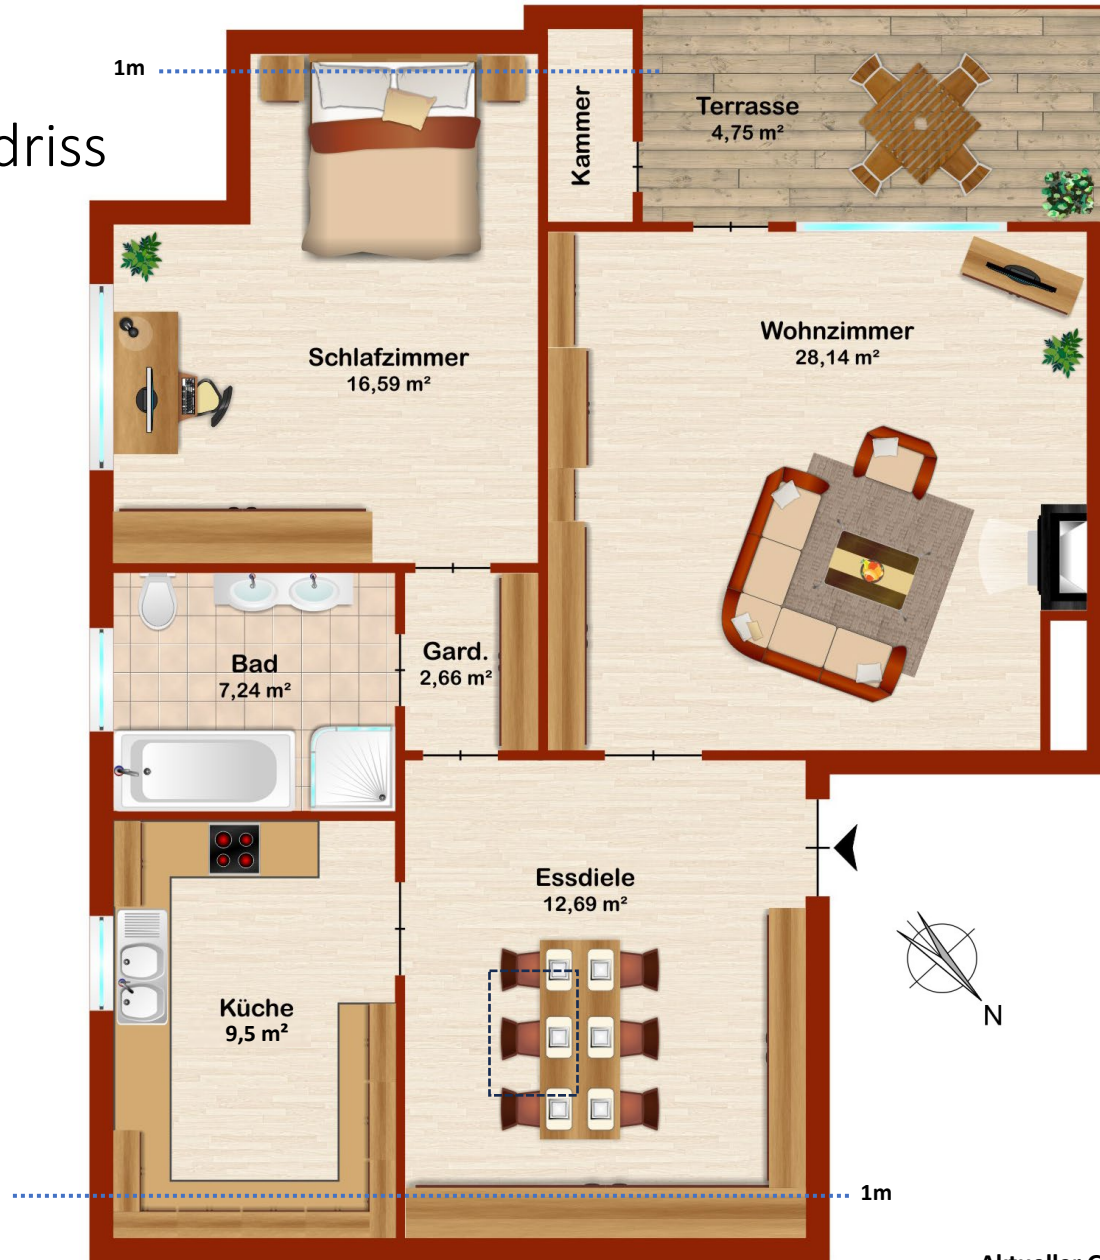 1m
driss
Kammer
Terrasse
4,75 m²
Schlafzimmer
16,59 m²
Wohnzimmer
28,14 m²
Bad
7,24 m²
Gard.
2,66 m²
Essdiele
12,69 m²
Küche
9,5 m²
N
1m